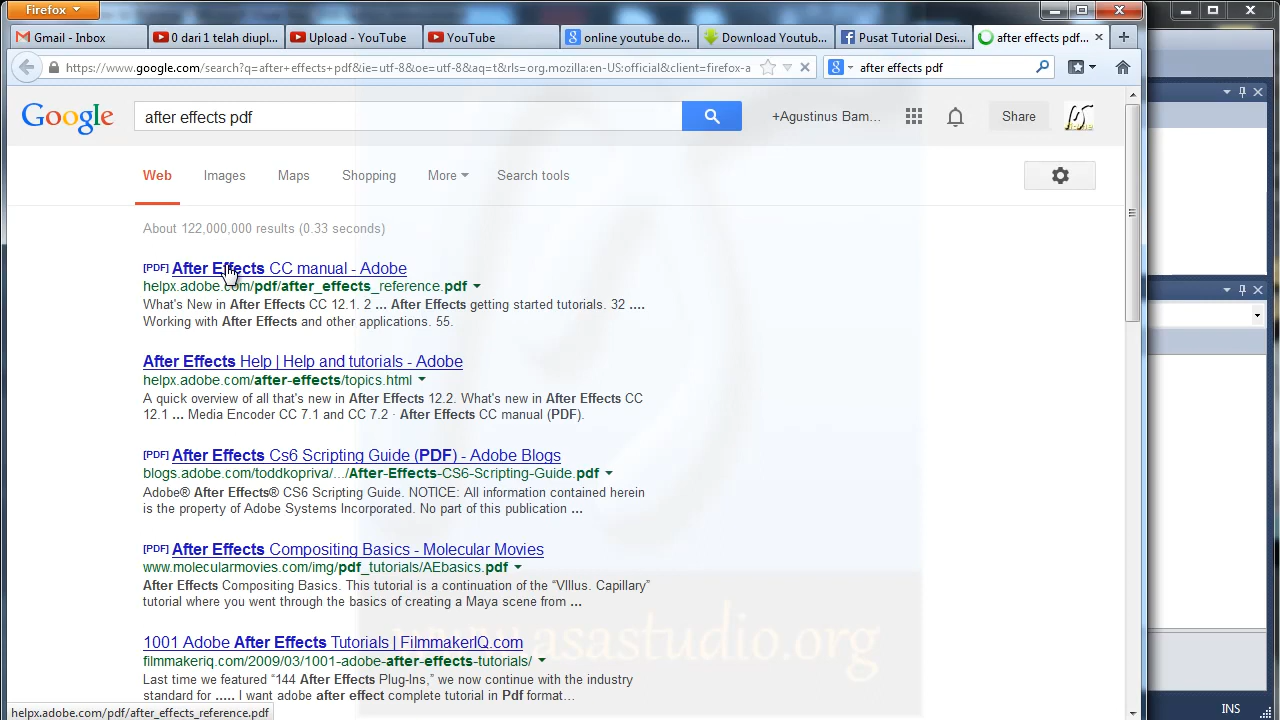 Firefox
Gmail - Inbox
0 dari 1 telah diuplo...
Upload - YouTube
YouTube
online youtube do...
Download Youtub...
Pusat Tutorial Desi...
after effects pdf...
https://www.google.com/search?q=after+effects+pdf&ie=utf-8&oe=utf-8&aq=t&rls=org.mozilla:en-US:official&client=firefox-a
after effects pdf
Google
after effects pdf
+Agustinus Bam...
Share
Web
Images
Maps
Shopping
More
Search tools
About 122,000,000 results (0.33 seconds)
[PDF] After Effects CC manual - Adobe
helpx.adobe.com/pdf/after_effects_reference.pdf
What's New in After Effects CC 12.1. 2 ... After Effects getting started tutorials. 32 ....
Working with After Effects and other applications. 55.
After Effects Help | Help and tutorials - Adobe
helpx.adobe.com/after-effects/topics.html
A quick overview of all that's new in After Effects 12.2. What's new in After Effects CC
12.1 ... Media Encoder CC 7.1 and CC 7.2 · After Effects CC manual (PDF).
[PDF] After Effects Cs6 Scripting Guide (PDF) - Adobe Blogs
blogs.adobe.com/toddkopriva/.../After-Effects-CS6-Scripting-Guide.pdf
Adobe® After Effects® CS6 Scripting Guide. NOTICE: All information contained herein
is the property of Adobe Systems Incorporated. No part of this publication ...
[PDF] After Effects Compositing Basics - Molecular Movies
www.molecularmovies.com/img/pdf_tutorials/AEbasics.pdf
After Effects Compositing Basics. This tutorial is a continuation of the “VIllus. Capillary”
tutorial where you went through the basics of creating a Maya scene from ...
1001 Adobe After Effects Tutorials | FilmmakerIQ.com
filmmakeriq.com/2009/03/1001-adobe-after-effects-tutorials/
Last time we featured “144 After Effects Plug-Ins,” we now continue with the industry
standard for ..... I want adobe after effect complete tutorial in Pdf format...
www.asastudio.org
helpx.adobe.com/pdf/after_effects_reference.pdf
INS